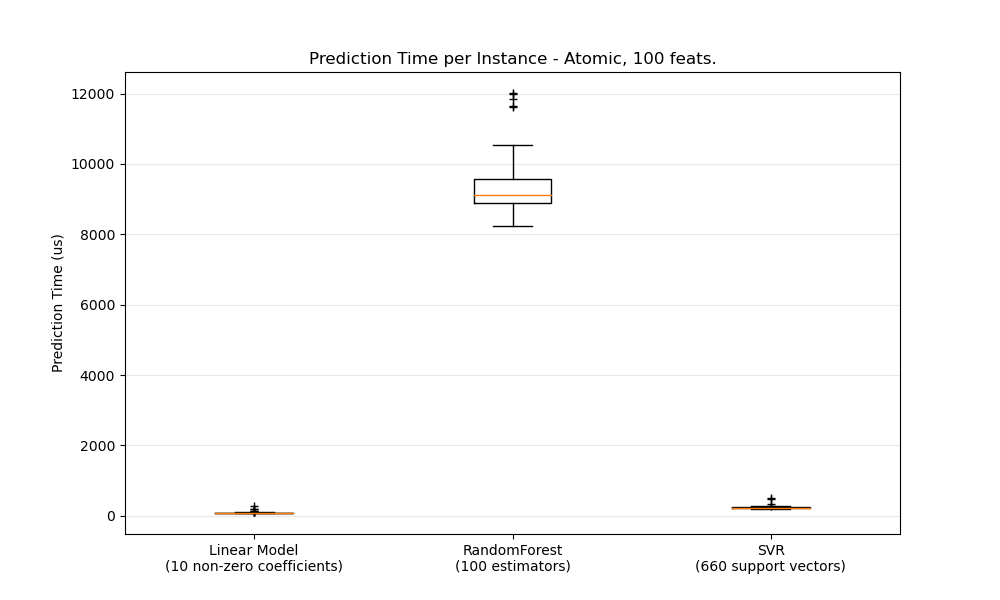 Prediction Time per Instance - Atomic, 100 feats.
12000
10000
8000
6000
4000
2000
0
Prediction Time (us)
Linear Model
(10 non-zero coefficients)
RandomForest
(100 estimators)
SVR
(660 support vectors)